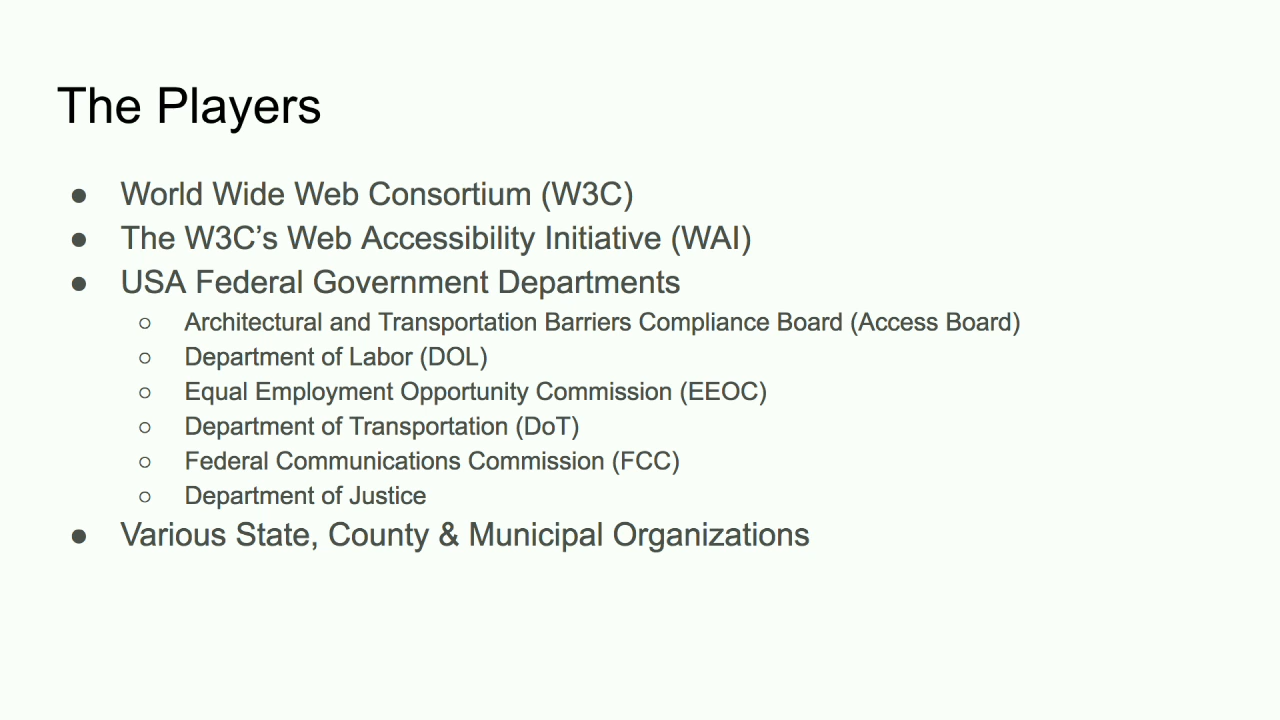 The Players
● World Wide Web Consortium (W3C)
● The W3C’s Web Accessibility Initiative (WAI)
● USA Federal Government Departments
○ Architectural and Transportation Barriers Compliance Board (Access Board)
○ Department of Labor (DOL)
○ Equal Employment Opportunity Commission (EEOC)
○ Department of Transportation (DoT)
○ Federal Communications Commission (FCC)
○ Department of Justice
● Various State, County & Municipal Organizations